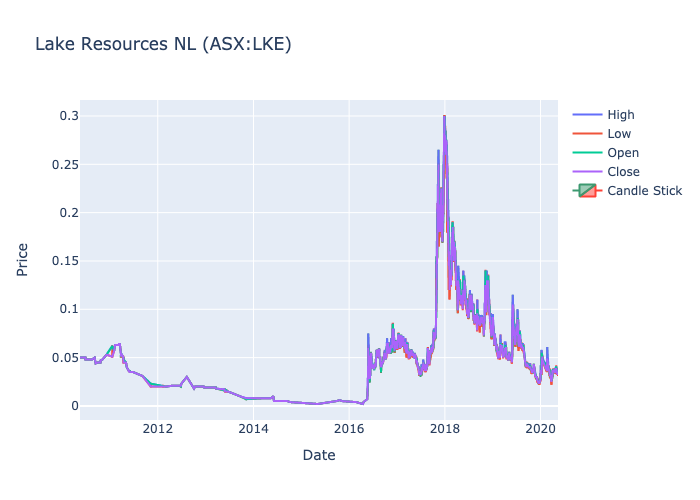 Lake Resources NL (ASX:LKE)
0.3
0.25
0.2
0.15
0.1
0.05
0
Price
2012
2014
2016
2018
2020
Date
High
Low
Open
Close
Candle Stick